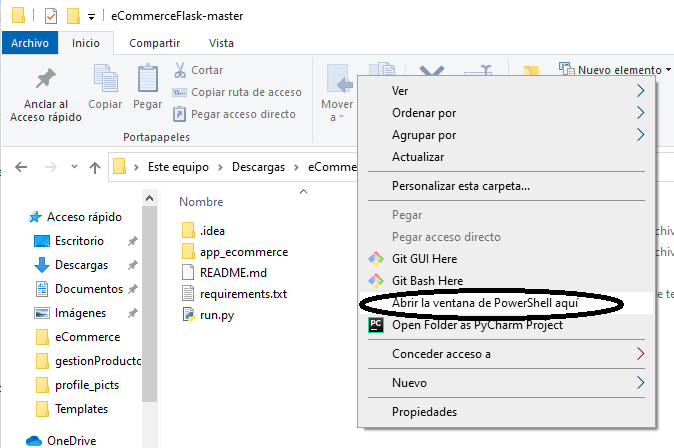 eCommerceFlask-master
Archivo Inicio Compartir Vista
Anclar al
Acceso rápido
Copiar
Pegar
Cortar
Copiar ruta de acceso
Pegar acceso directo
Portapapeles
Mover
a
Nuevo elemento
Este equipo > Descargas > eComme
Acceso rápido
Escritorio
Descargas
Documentos
Imágenes
eCommerce
gestionProducto
profile_picts
Templates
OneDrive
Nombre
.idea
app_ecommerce
README.md
requirements.txt
run.py
Ver
Ordenar por
Agrupar por
Actualizar
Personalizar esta carpeta...
Pegar
Pegar acceso directo
Git GUI Here
Git Bash Here
Abrir la ventana de PowerShell aquí
PC
Open Folder as PyCharm Project
Conceder acceso a
Nuevo
Propiedades